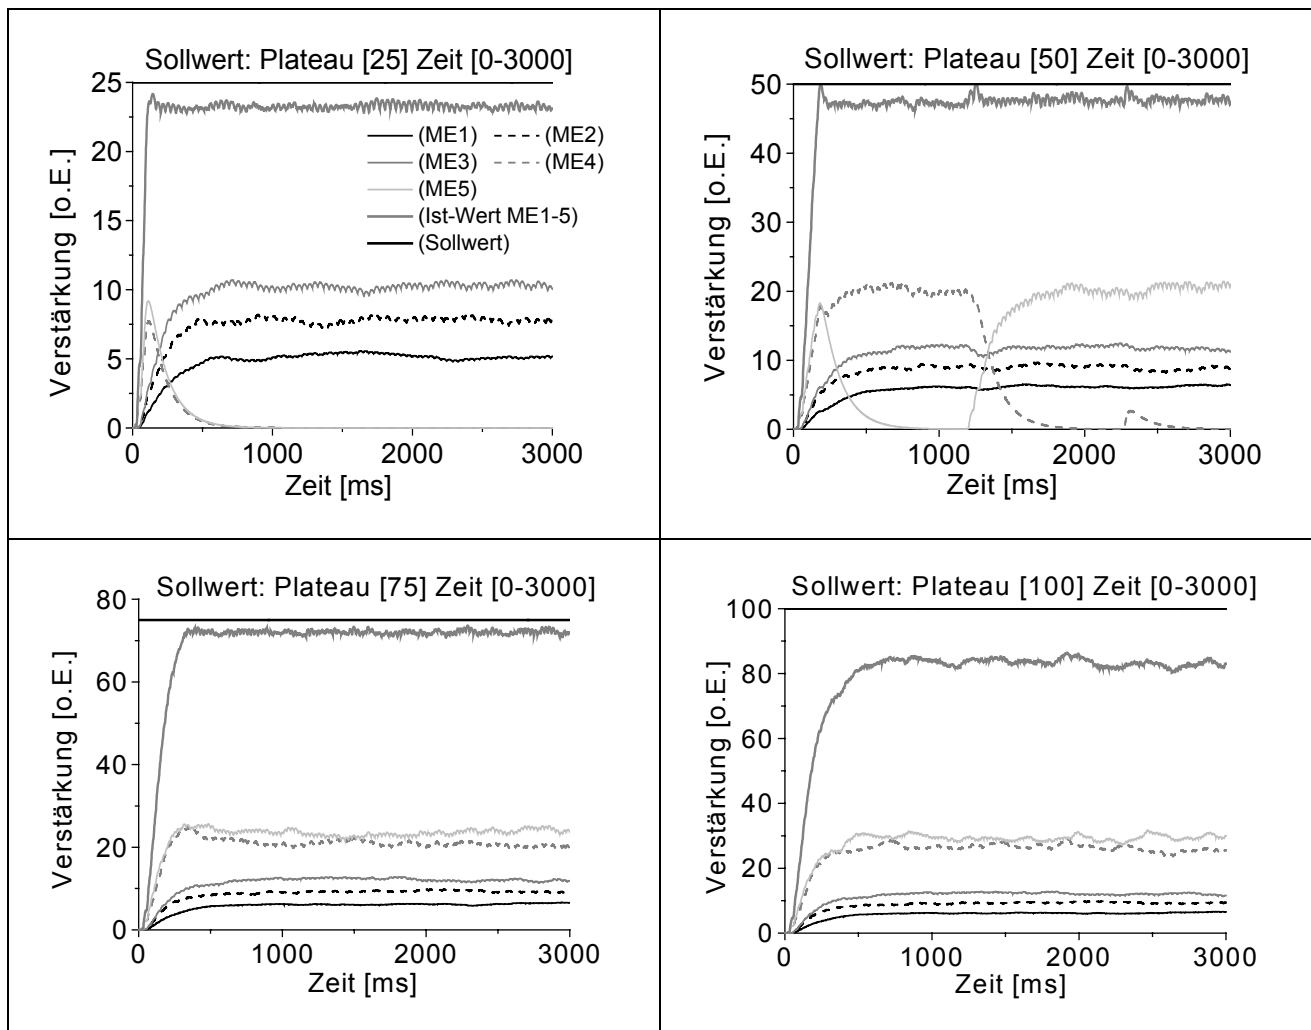 Sollwert: Plateau [25] Zeit [0-3000]
25
20
15
10
5
0
Verstärkung [o.E.]
(ME1) (ME2)
(ME3) (ME4)
(ME5)
(Ist-Wert ME1-5)
(Sollwert)
0 1000 2000 3000
Zeit [ms]
Sollwert: Plateau [50] Zeit [0-3000]
50
40
30
20
10
0
Verstärkung [o.E.]
0 1000 2000 3000
Zeit [ms]
Sollwert: Plateau [75] Zeit [0-3000]
80
60
40
20
0
Verstärkung [o.E.]
0 1000 2000 3000
Zeit [ms]
Sollwert: Plateau [100] Zeit [0-3000]
100
80
60
40
20
0
Verstärkung [o.E.]
0 1000 2000 3000
Zeit [ms]